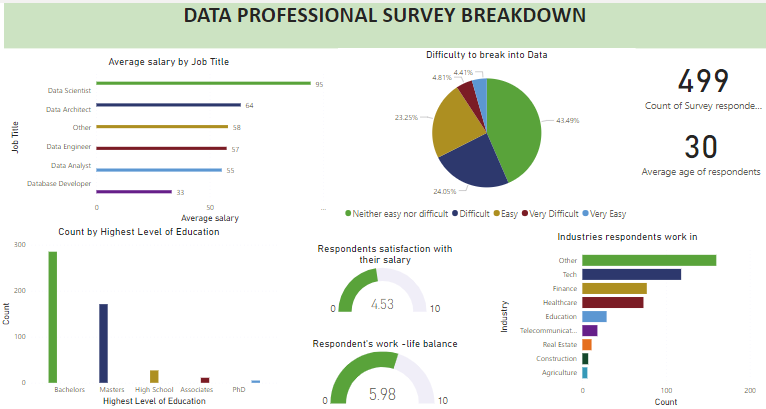 DATA PROFESSIONAL SURVEY BREAKDOWN
Average salary by Job Title
Job Title
Data Scientist
95
Data Architect
64
Other
58
Data Engineer
57
Data Analyst
55
Database Developer
33
0
50
Average salary
Difficulty to break into Data
4.41%
4.81%
23.25%
43.49%
24.05%
...
Neither easy nor difficult
Difficult
Easy
Very Difficult
Very Easy
499
Count of Survey responde...
30
Average age of respondents
Count by Highest Level of Education
Count
300
200
100
0
Bachelors
Masters
High School
Associates
PhD
Highest Level of Education
Respondents satisfaction with
their salary
4.53
0
10
Respondent's work -life balance
5.98
0
10
Industries respondents work in
Industry
Other
Tech
Finance
Healthcare
Education
Telecommunicat...
Real Estate
Construction
Agriculture
0
100
200
Count